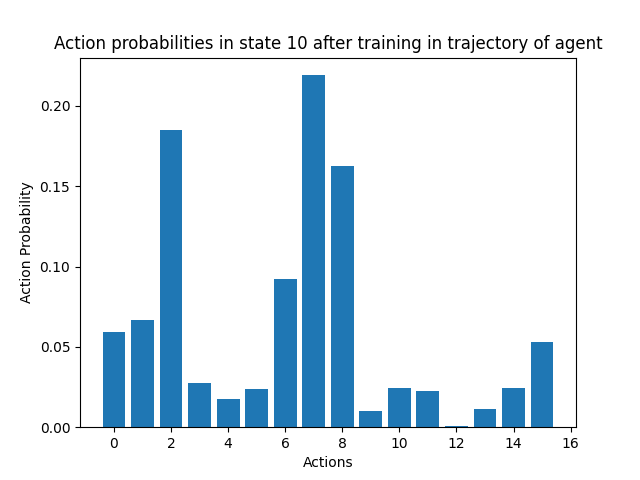 Action probabilities in state 10 after training in trajectory of agent
0.20
0.15
0.10
0.05
0.00
Action Probability
0 2 4 6 8 10 12 14 16
Actions